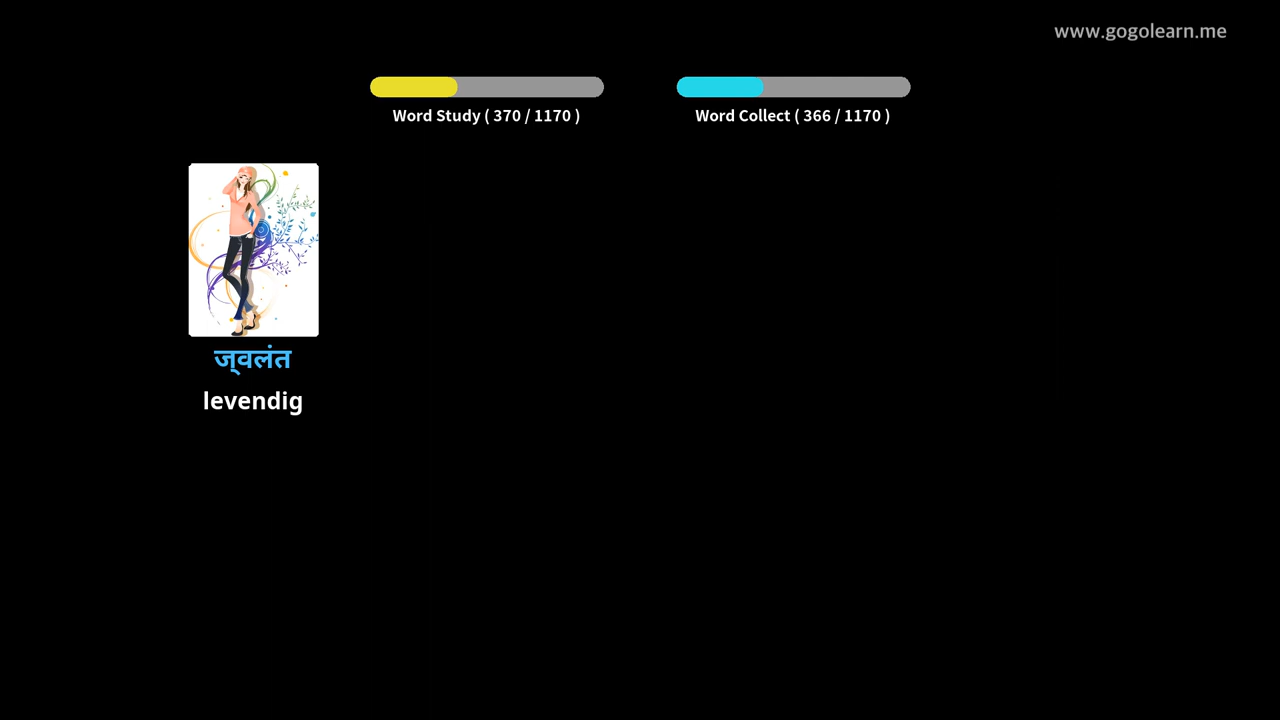 www.gogolearn.me
Word Study ( 370 / 1170 )
Word Collect ( 366 / 1170 )
ज्वलंत
levendig